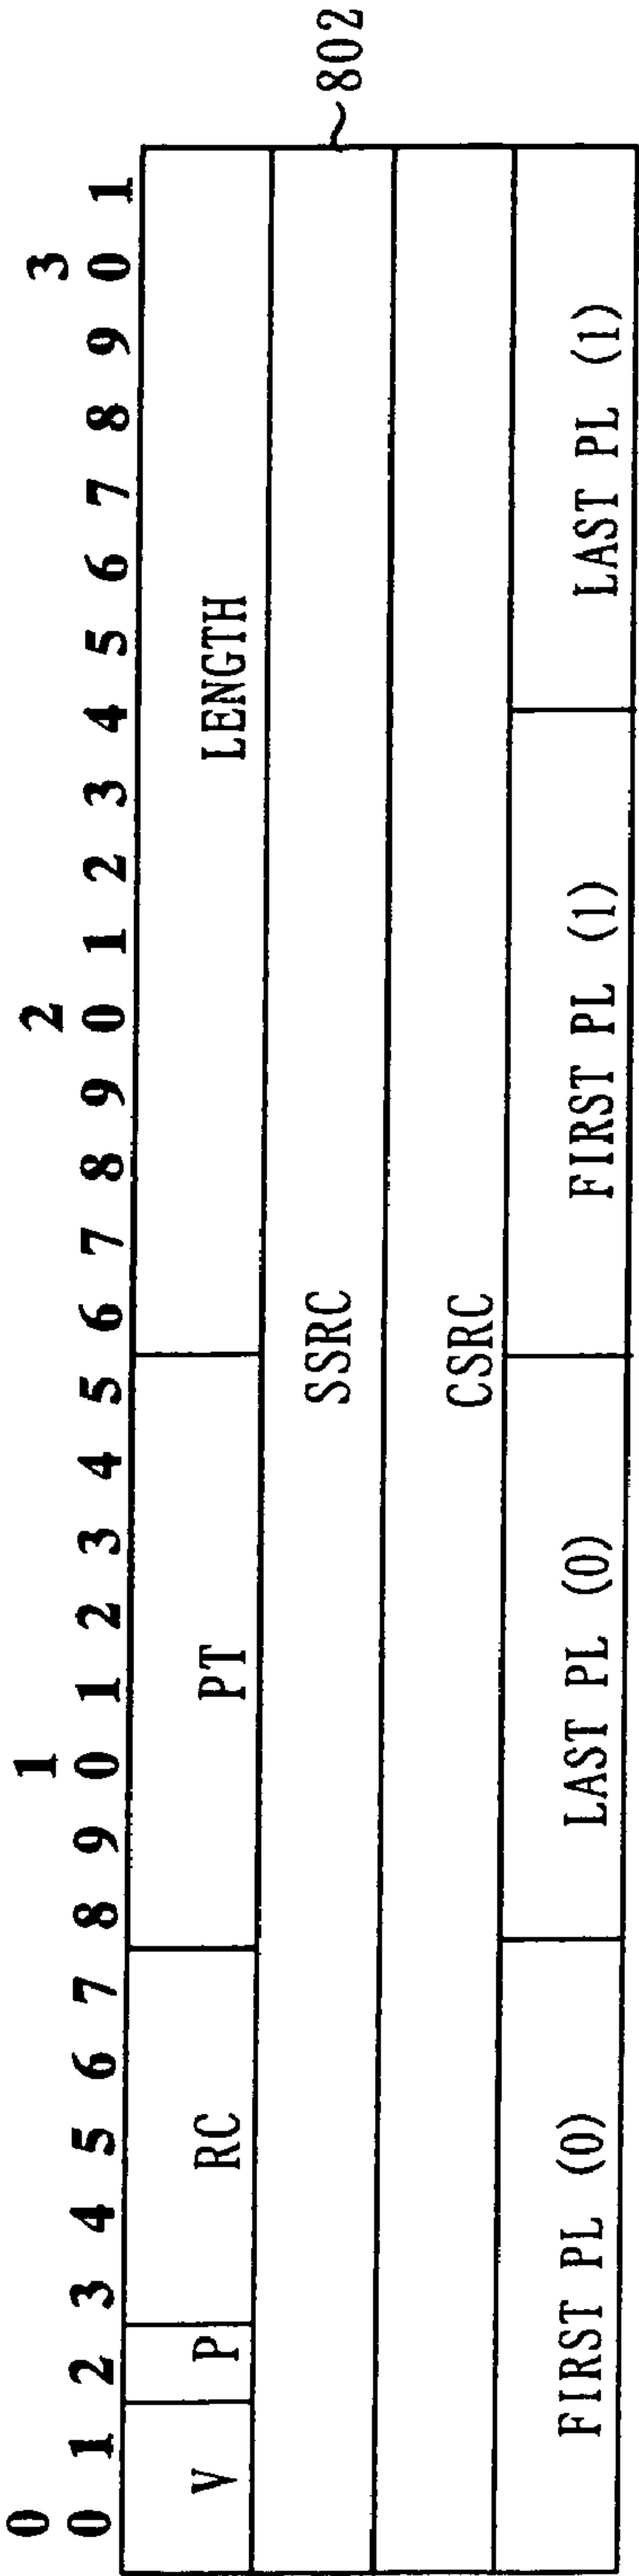 0 1 2 3
0 1 2 3 4 5 6 7 8 9 0 1 2 3 4 5 6 7 8 9 0 1 2 3 4 5 6 7 8 9 0 1
V P RC PT LENGTH
SSRC 802
CSRC
FIRST PL (0) LAST PL (0) FIRST PL (1) LAST PL (1)